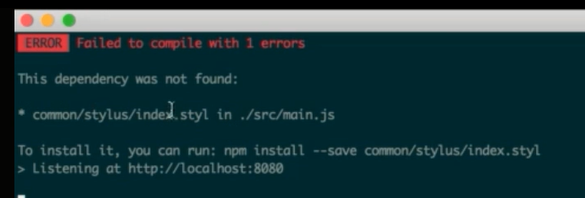 ERROR Failed to compile with 1 errors
This dependency was not found:
* common/stylus/index.styl in ./src/main.js
To install it, you can run: npm install --save common/stylus/index.styl
> Listening at http://localhost:8080